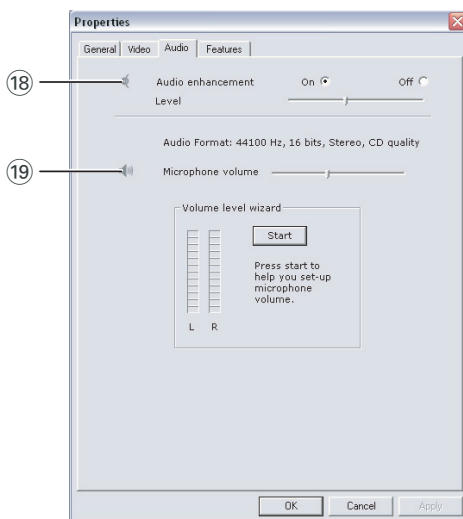 Properties
General Video Audio Features
18 Audio enhancement On Off
Level
Audio Format: 44100 Hz, 16 bits, Stereo, CD quality
19 Microphone volume
Volume level wizard
Start
Press start to
help you set-up
microphone
volume.
L R
OK Cancel Apply